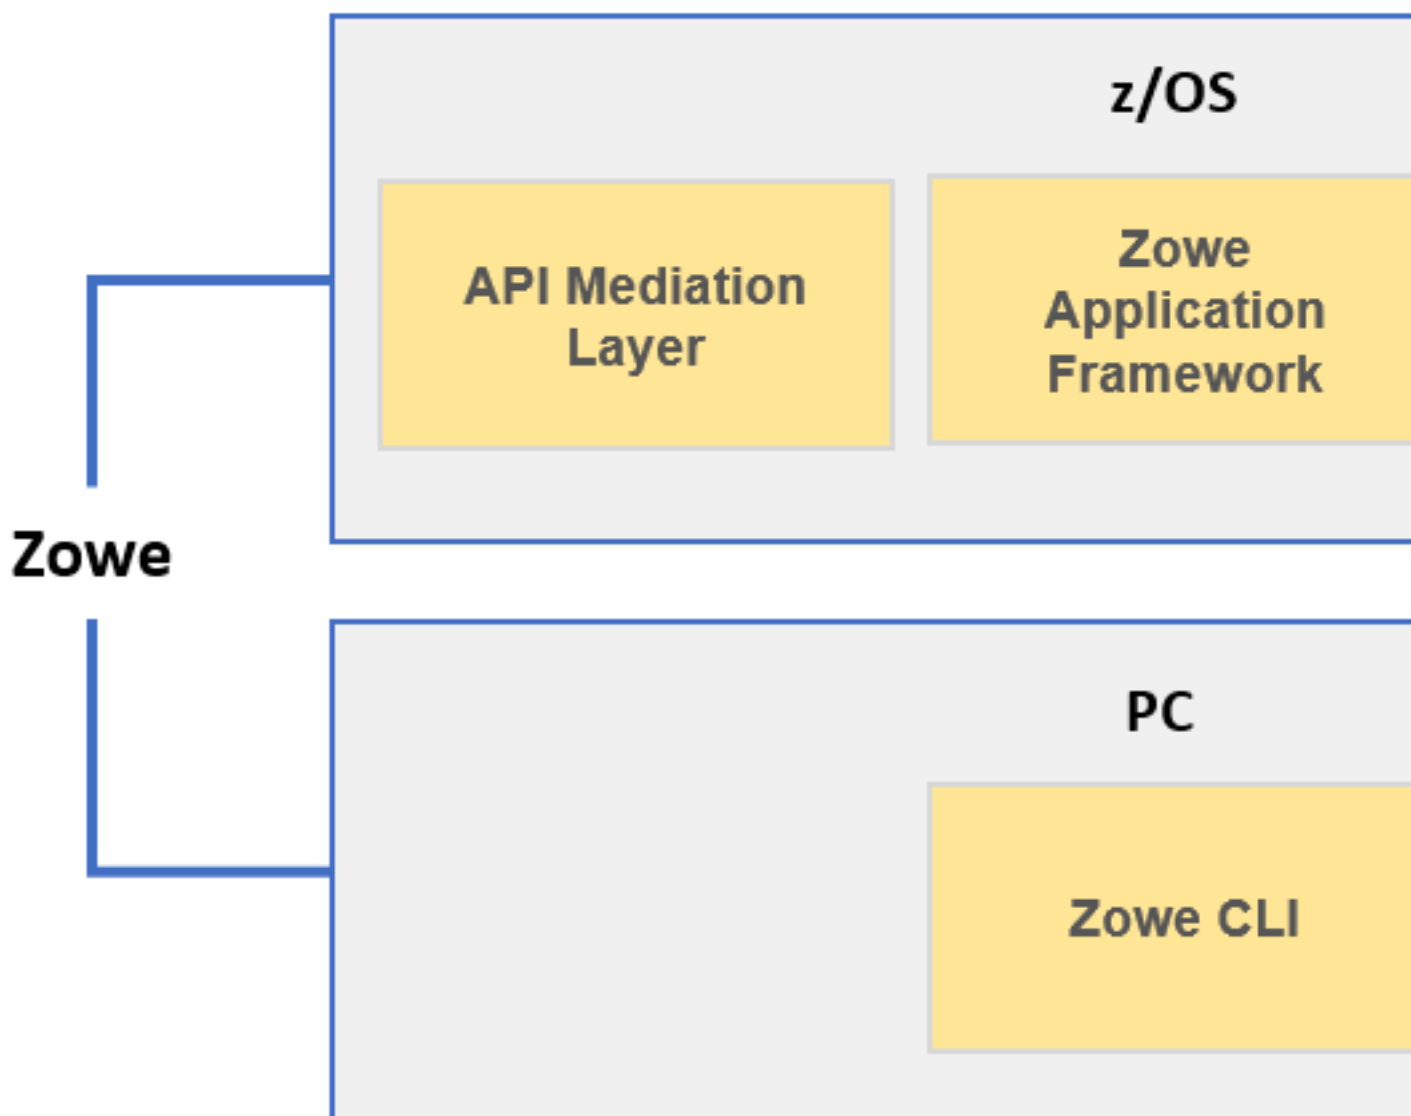 z/OS
API Mediation
Layer
Zowe
Application
Framework
Zowe
PC
Zowe CLI